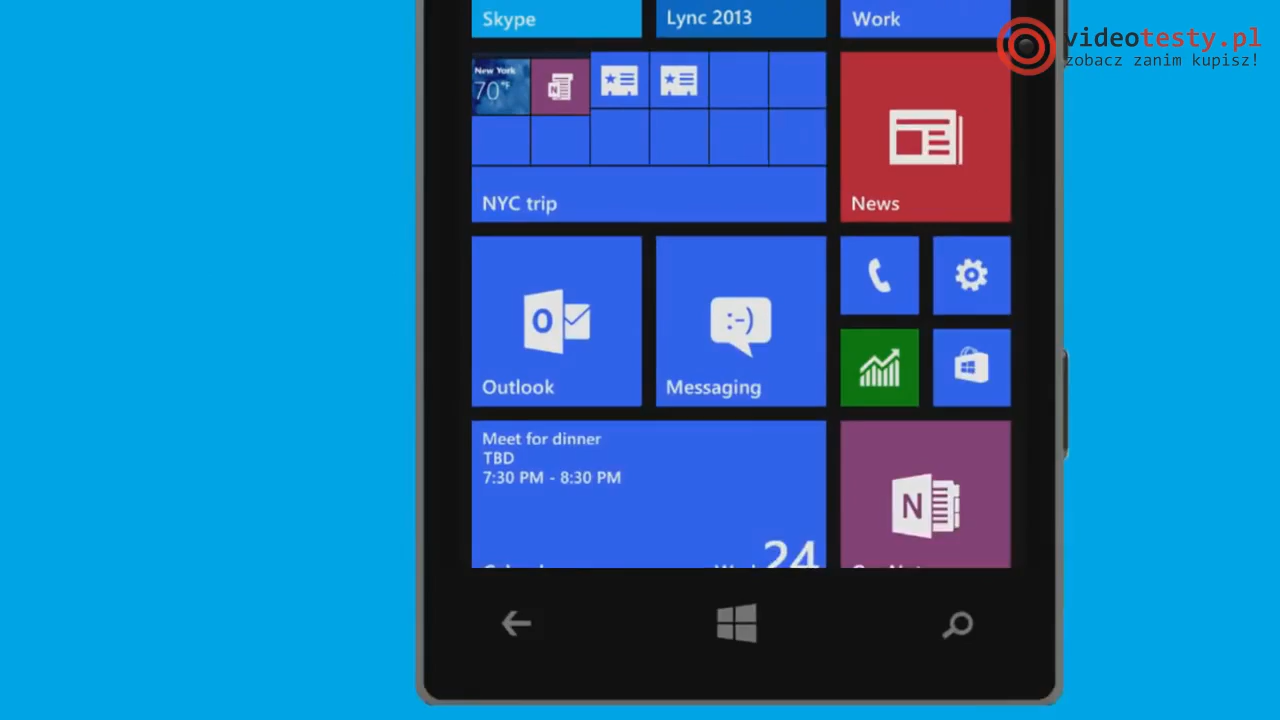 Skype
Lync 2013
Work
videotesty.pl
zobacz zanim kupisz!
New York
70°F
N
NYC trip
News
O
Outlook
:-)
Messaging
Meet for dinner
TBD
7:30 PM - 8:30 PM
24
N